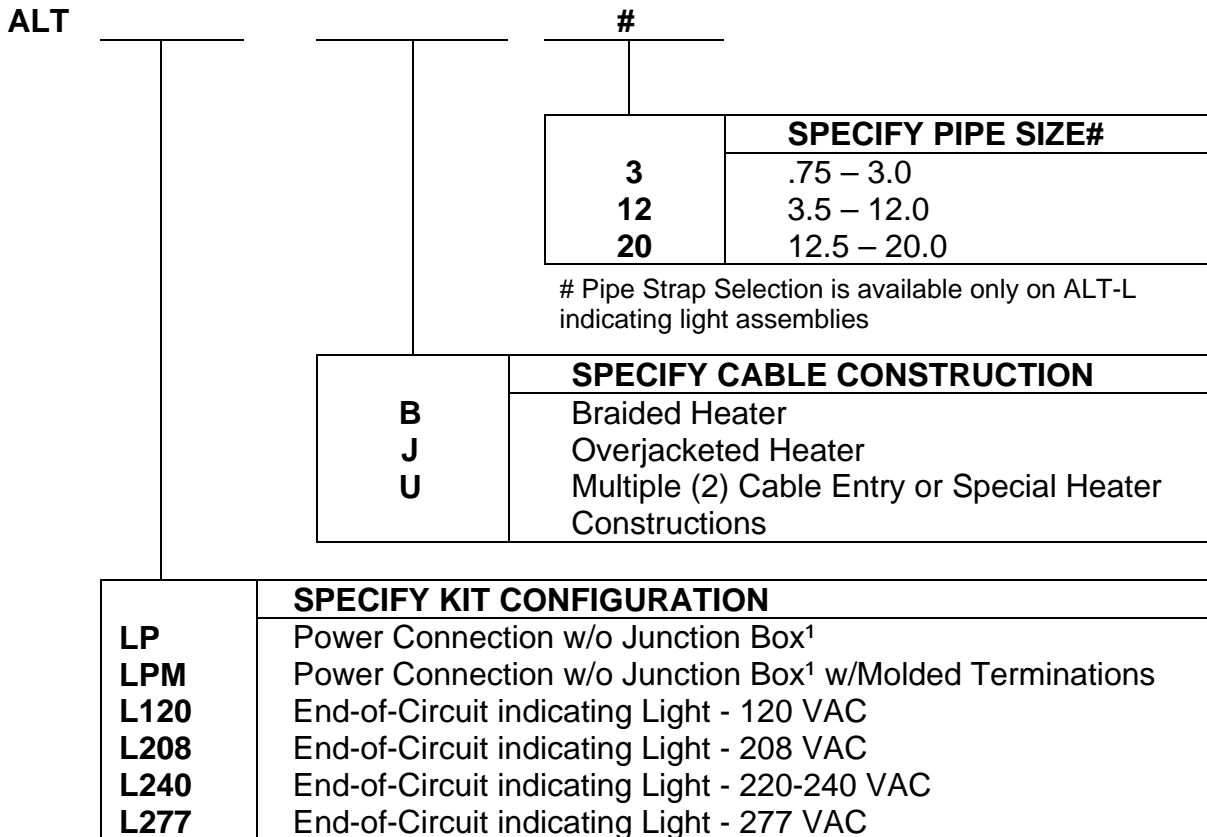 ALT #
SPECIFY PIPE SIZE#
3 .75 – 3.0
12 3.5 – 12.0
20 12.5 – 20.0
# Pipe Strap Selection is available only on ALT-L
indicating light assemblies
SPECIFY CABLE CONSTRUCTION
B Braided Heater
J Overjacketed Heater
U Multiple (2) Cable Entry or Special Heater
Constructions
SPECIFY KIT CONFIGURATION
LP Power Connection w/o Junction Box¹
LPM Power Connection w/o Junction Box¹ w/Molded Terminations
L120 End-of-Circuit indicating Light - 120 VAC
L208 End-of-Circuit indicating Light - 208 VAC
L240 End-of-Circuit indicating Light - 220-240 VAC
L277 End-of-Circuit indicating Light - 277 VAC